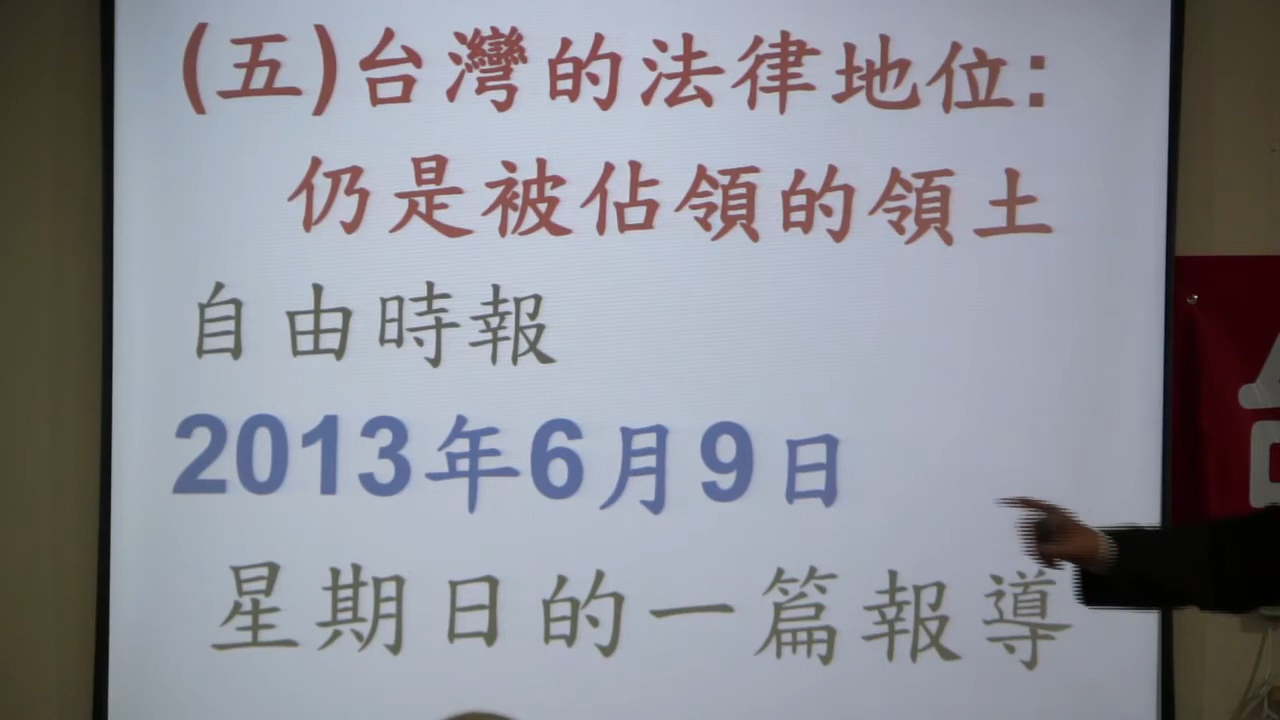 (五)台灣的法律地位:
仍是被佔領的領土
自由時報
2013年6月9日
星期日的一篇報導